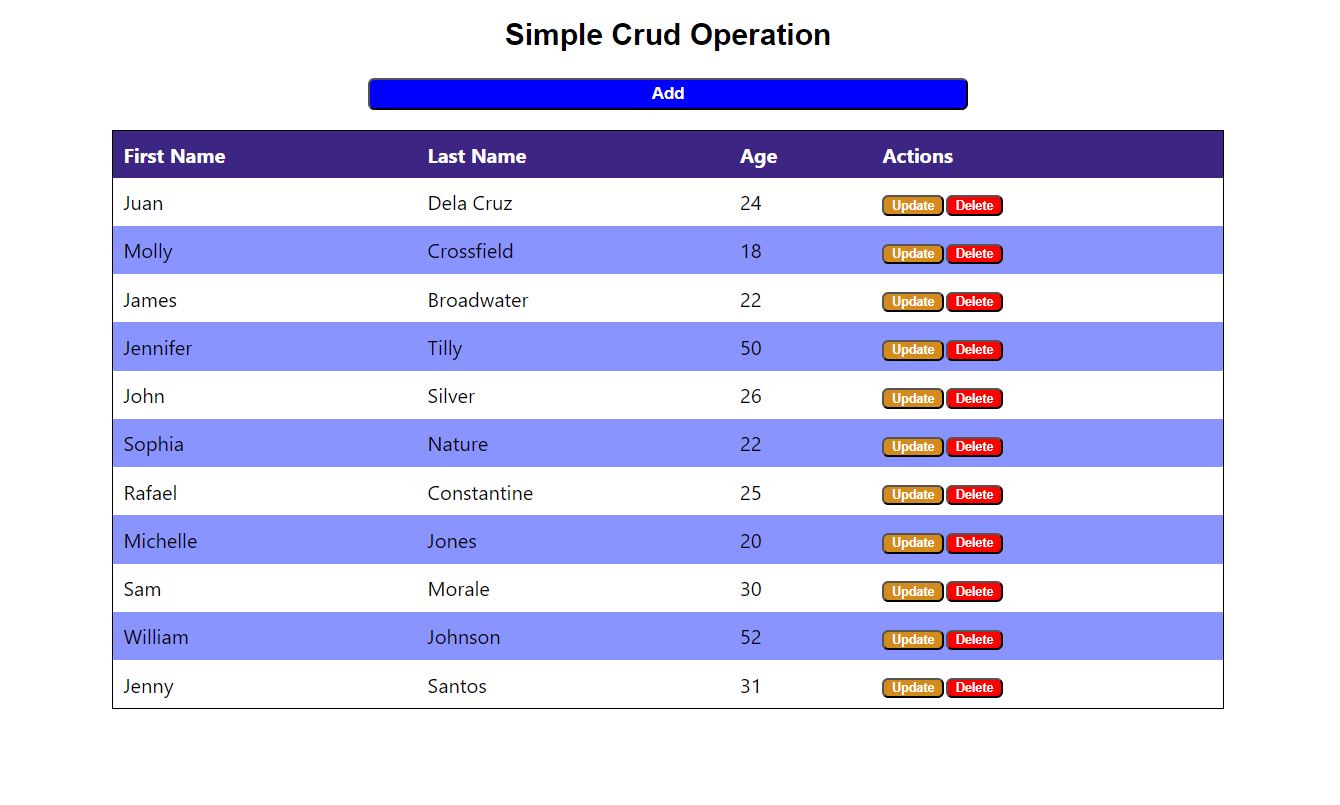 Simple Crud Operation
Add
First Name Last Name Age Actions
Juan Dela Cruz 24 Update Delete
Molly Crossfield 18 Update Delete
James Broadwater 22 Update Delete
Jennifer Tilly 50 Update Delete
John Silver 26 Update Delete
Sophia Nature 22 Update Delete
Rafael Constantine 25 Update Delete
Michelle Jones 20 Update Delete
Sam Morale 30 Update Delete
William Johnson 52 Update Delete
Jenny Santos 31 Update Delete